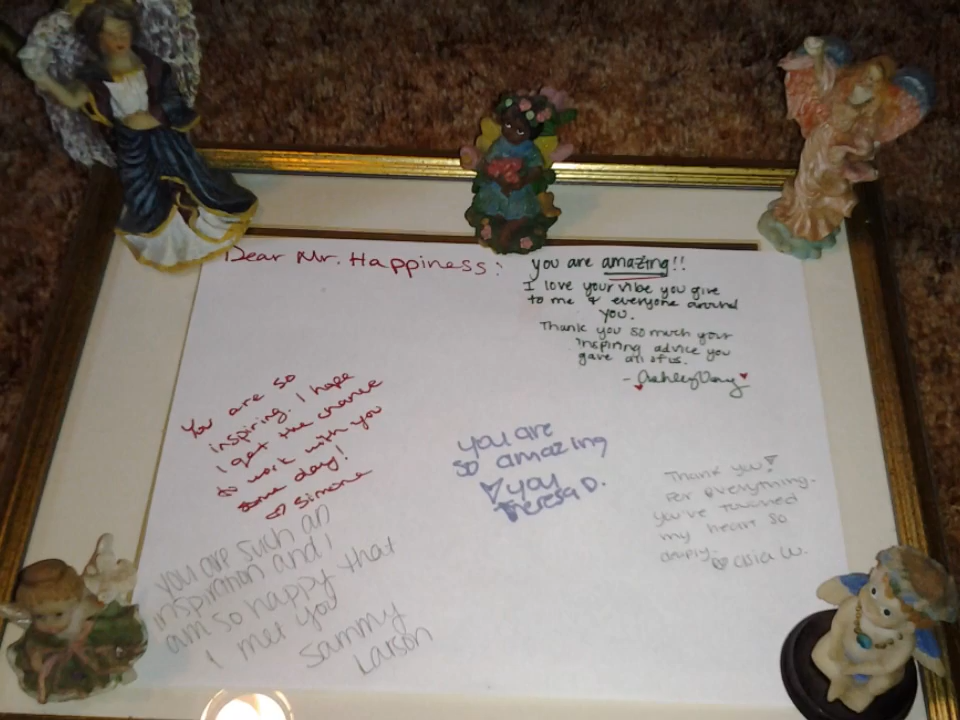 Dear Mr. Happiness:
you are amazing!!
I love your vibe you give
to me & everyone around
you.
Thank you so much your
inspiring advice you
gave all of us.
- Ashley
You are so
inspiring. I hope
I get the chance
to work with you
some day!
♡ Simone
you are
so amazing
♡ you
Theresa D.
Thank you!
For everything.
you've touched
my heart so
deeply.
♡ Asia W.
you are such an
inspiration and I
am so happy that
I met you
Sammy
Larson